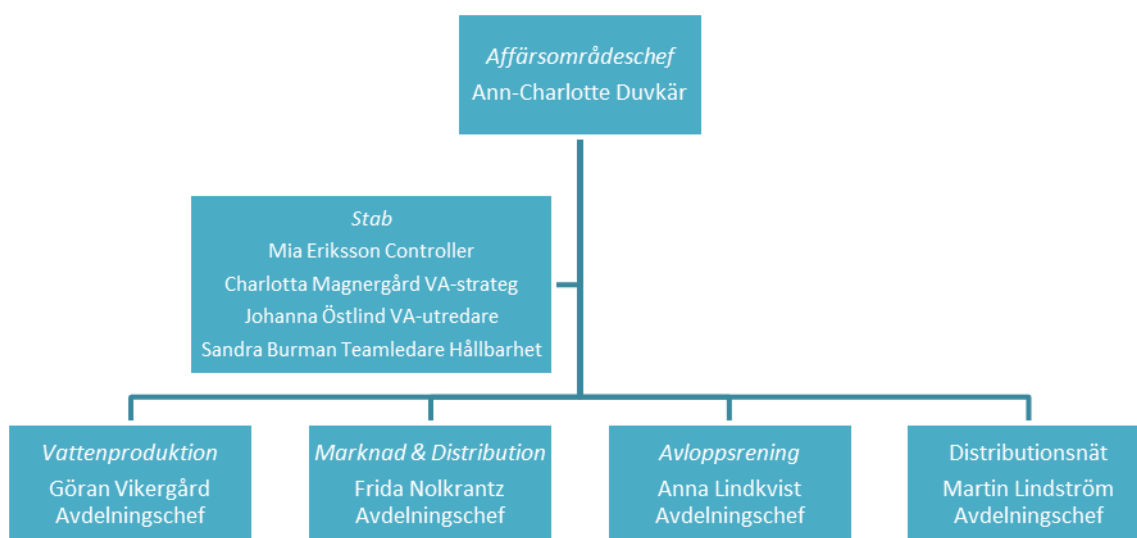 Affärsområdeschef
Ann-Charlotte Duvkär
Stab
Mia Eriksson Controller
Charlotta Magnergård VA-strateg
Johanna Östlind VA-utredare
Sandra Burman Teamledare Hållbarhet
Vattenproduktion
Göran Vikergård
Avdelningschef
Marknad & Distribution
Frida Nolkrantz
Avdelningschef
Avloppsrening
Anna Lindkvist
Avdelningschef
Distributionsnät
Martin Lindström
Avdelningschef